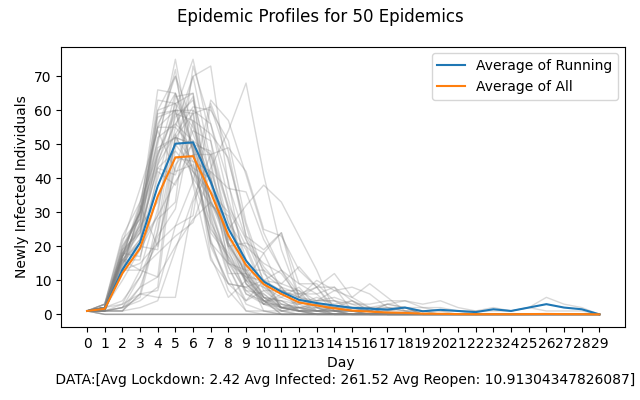 Epidemic Profiles for 50 Epidemics
Average of Running
Average of All
Newly Infected Individuals
70
60
50
40
30
20
10
0
0 1 2 3 4 5 6 7 8 9 10 11 12 13 14 15 16 17 18 19 20 21 22 23 24 25 26 27 28 29
Day
DATA:[Avg Lockdown: 2.42 Avg Infected: 261.52 Avg Reopen: 10.91304347826087]